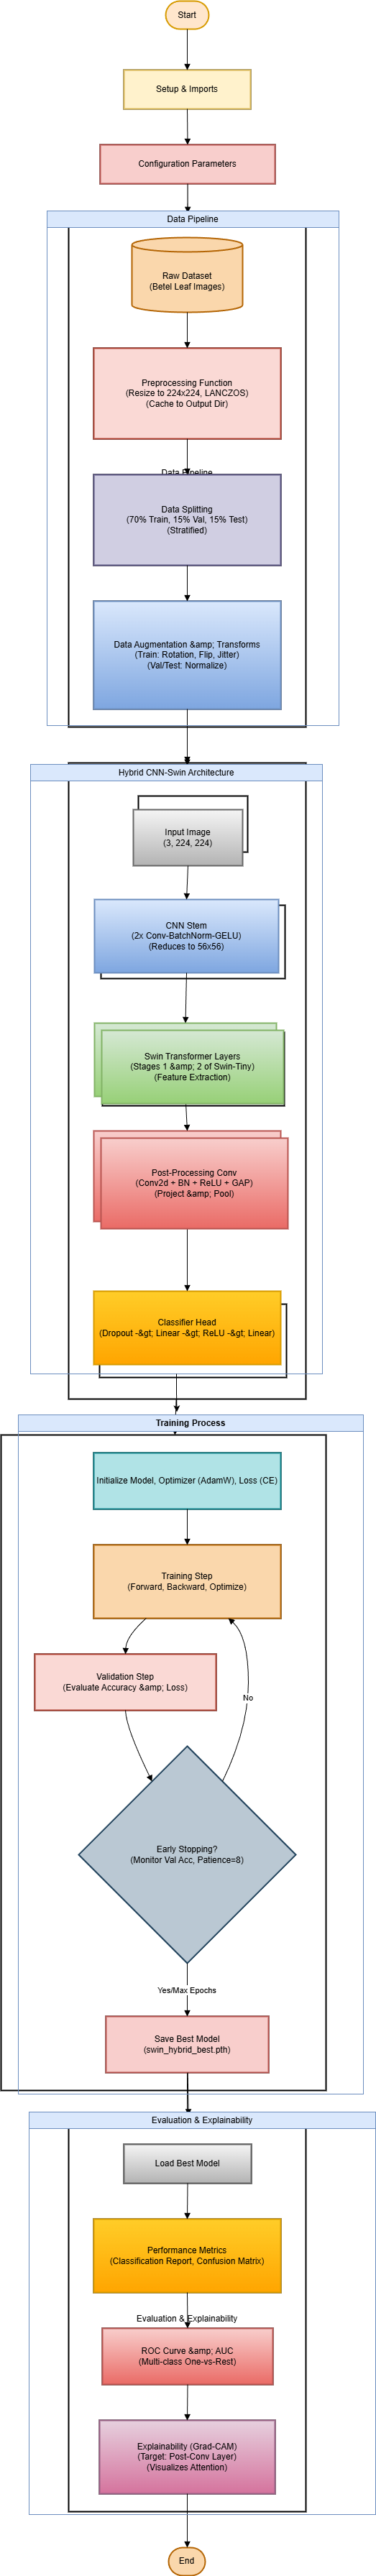 Start
Setup & Imports
Configuration Parameters
Data Pipeline
Raw Dataset
(Betel Leaf Images)
Preprocessing Function
(Resize to 224x224, LANCZOS)
(Cache to Output Dir)
Data Pipeline
Data Splitting
(70% Train, 15% Val, 15% Test)
(Stratified)
Data Augmentation &amp; Transforms
(Train: Rotation, Flip, Jitter)
(Val/Test: Normalize)
Hybrid CNN-Swin Architecture
Input Image
(3, 224, 224)
CNN Stem
(2x Conv-BatchNorm-GELU)
(Reduces to 56x56)
Swin Transformer Layers
(Stages 1 &amp; 2 of Swin-Tiny)
(Feature Extraction)
Post-Processing Conv
(Conv2d + BN + ReLU + GAP)
(Project &amp; Pool)
Classifier Head
(Dropout -&gt; Linear -&gt; ReLU -&gt; Linear)
Training Process
Initialize Model, Optimizer (AdamW), Loss (CE)
Training Step
(Forward, Backward, Optimize)
Validation Step
(Evaluate Accuracy &amp; Loss)
No
Early Stopping?
(Monitor Val Acc, Patience=8)
Yes/Max Epochs
Save Best Model
(swin_hybrid_best.pth)
Evaluation & Explainability
Load Best Model
Performance Metrics
(Classification Report, Confusion Matrix)
Evaluation & Explainability
ROC Curve &amp; AUC
(Multi-class One-vs-Rest)
Explainability (Grad-CAM)
(Target: Post-Conv Layer)
(Visualizes Attention)
End